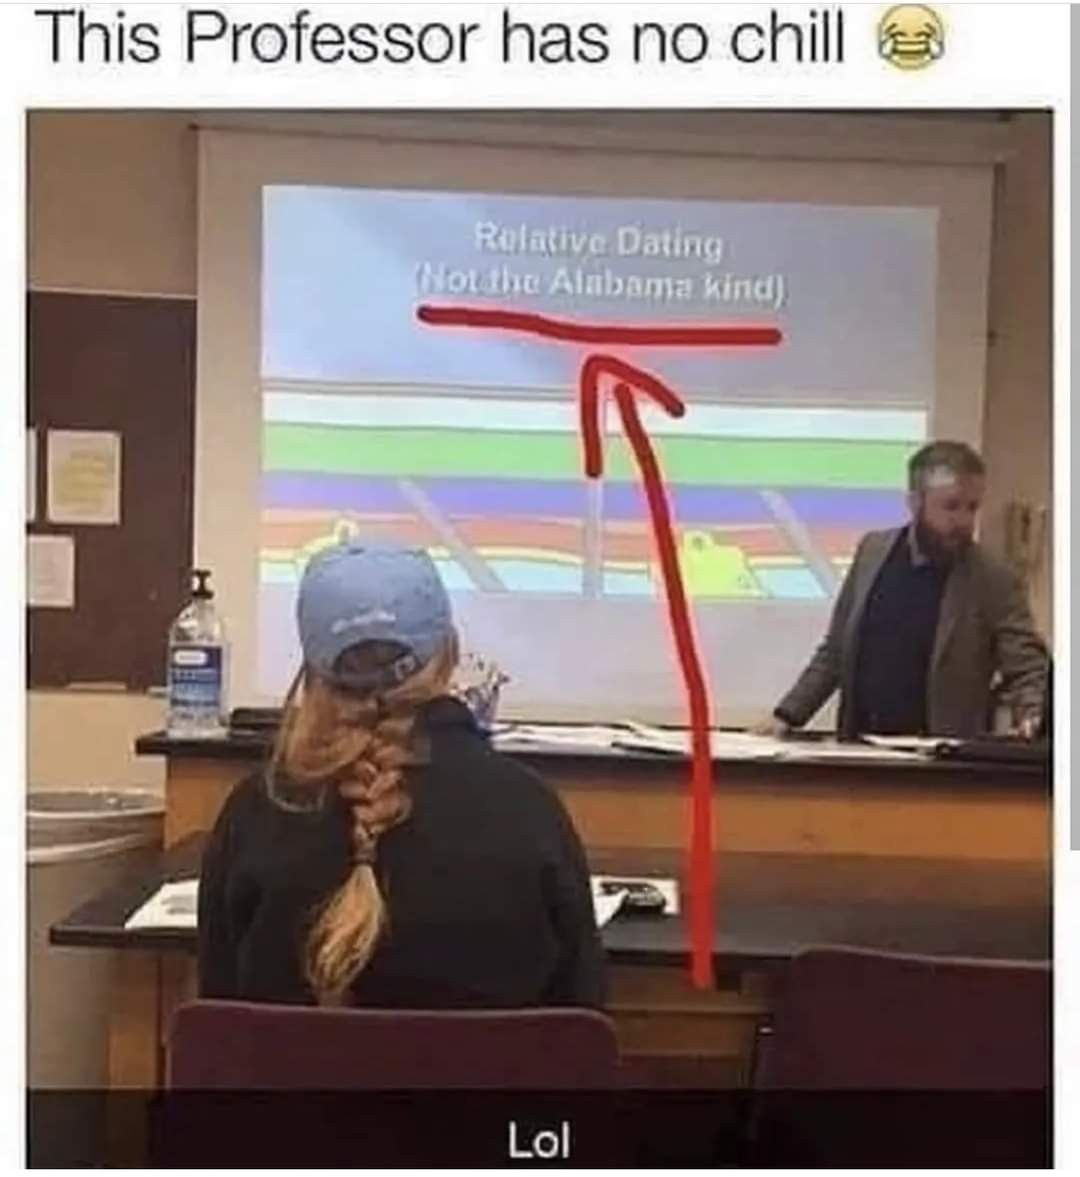 This Professor has no chill 😂
Relative Dating
(Not the Alabama kind)
Lol